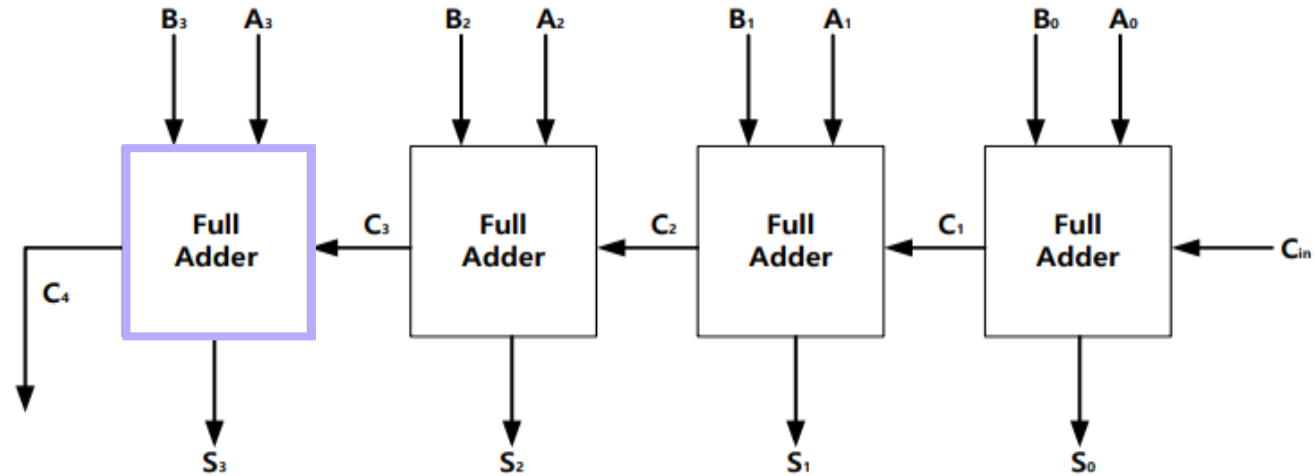 B₃ A₃ B₂ A₂ B₁ A₁ B₀ A₀
Full Full Full Full
Adder Adder Adder Adder
C₃ C₂ C₁ Cᵢₙ
C₄
S₃ S₂ S₁ S₀